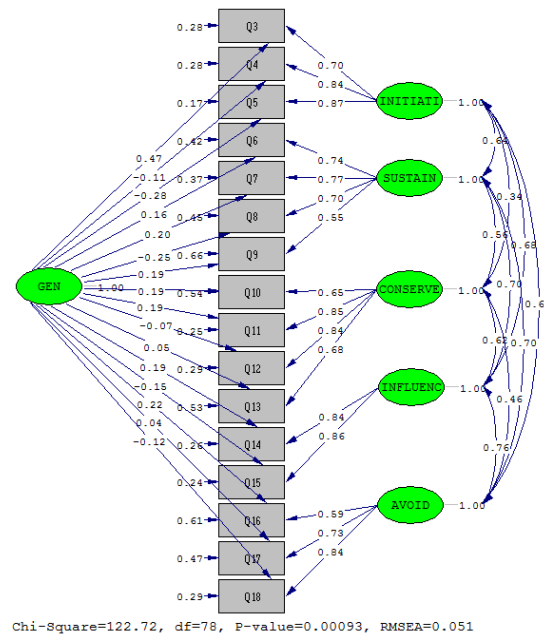 0.28 Q3
0.28 Q4 0.70
0.84
0.17 Q5 0.87 INITIATI 1.00
0.42 Q6 0.64
0.47 0.74
-0.11 0.37 Q7 0.77 SUSTAIN 1.00
-0.28 0.70 0.34
0.16 0.45 Q8 0.55
0.20 0.56
0.68
-0.25 0.66 Q9
0.19
GEN 1.00 0.19 0.54 Q10 0.65 CONSERVE 1.00 0.70
0.19 0.85 0.6
-0.07 0.25 Q11 0.84
0.05 0.68 0.62 0.70
0.19 0.29 Q12
-0.15 INFLUENC 1.00
0.22 0.53 Q13 0.46
0.04 0.84
-0.12 0.26 Q14 0.86 0.76
0.24 Q15
0.61 Q16 0.59 AVOID 1.00
0.73
0.47 Q17 0.84
0.29 Q18
Chi-Square=122.72, df=78, P-value=0.00093, RMSEA=0.051